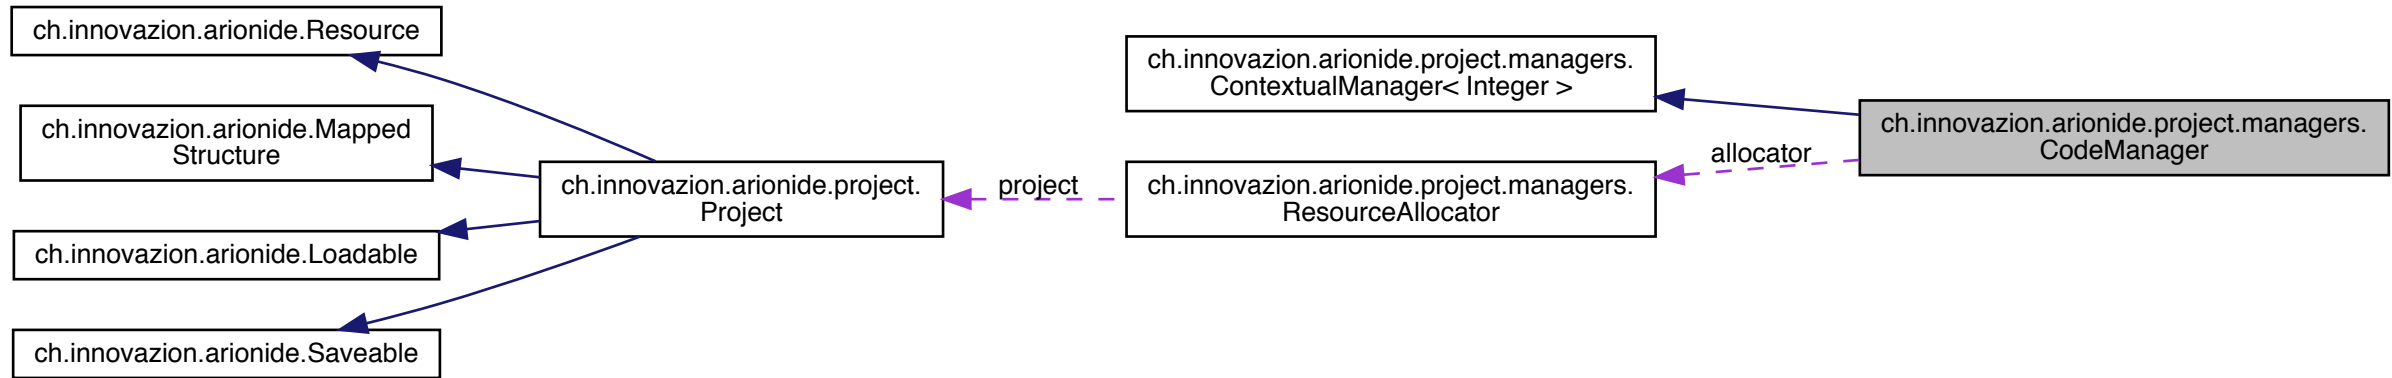 ch.innovazion.arionide.Resource
ch.innovazion.arionide.Mapped
Structure
ch.innovazion.arionide.Loadable
ch.innovazion.arionide.Saveable
ch.innovazion.arionide.project.
Project
project
ch.innovazion.arionide.project.managers.
ContextualManager< Integer >
ch.innovazion.arionide.project.managers.
ResourceAllocator
allocator
ch.innovazion.arionide.project.managers.
CodeManager